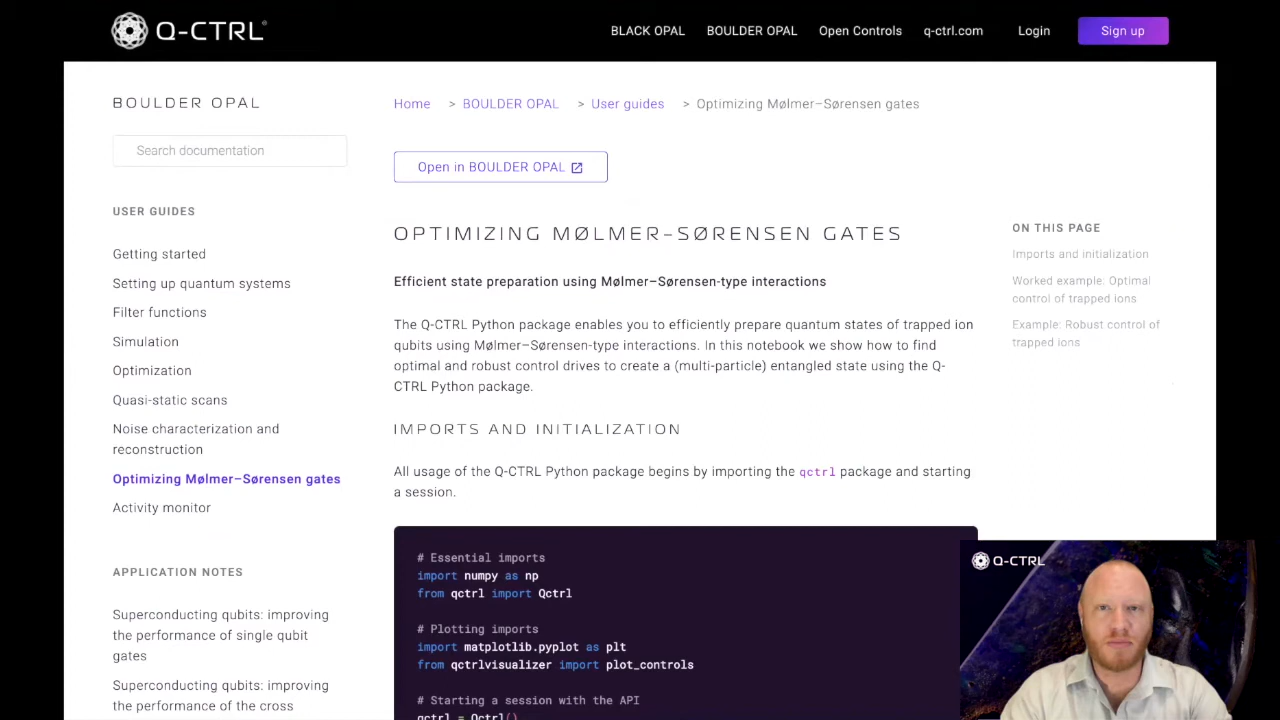 Q-CTRL
BLACK OPAL
BOULDER OPAL
Open Controls
q-ctrl.com
Login
Sign up
BOULDER OPAL
Search documentation
USER GUIDES
Getting started
Setting up quantum systems
Filter functions
Simulation
Optimization
Quasi-static scans
Noise characterization and
reconstruction
Optimizing Mølmer–Sørensen gates
Activity monitor
APPLICATION NOTES
Superconducting qubits: improving
the performance of single qubit
gates
Superconducting qubits: improving
the performance of the cross
Home > BOULDER OPAL > User guides > Optimizing Mølmer–Sørensen gates
Open in BOULDER OPAL
OPTIMIZING MØLMER–SØRENSEN GATES
Efficient state preparation using Mølmer–Sørensen-type interactions
The Q-CTRL Python package enables you to efficiently prepare quantum states of trapped ion
qubits using Mølmer–Sørensen-type interactions. In this notebook we show how to find
optimal and robust control drives to create a (multi-particle) entangled state using the Q-
CTRL Python package.
IMPORTS AND INITIALIZATION
All usage of the Q-CTRL Python package begins by importing the qctrl package and starting
a session.
# Essential imports
import numpy as np
from qctrl import Qctrl
# Plotting imports
import matplotlib.pyplot as plt
from qctrlvisualizer import plot_controls
# Starting a session with the API
qctrl = Qctrl()
ON THIS PAGE
Imports and initialization
Worked example: Optimal
control of trapped ions
Example: Robust control of
trapped ions
Q-CTRL